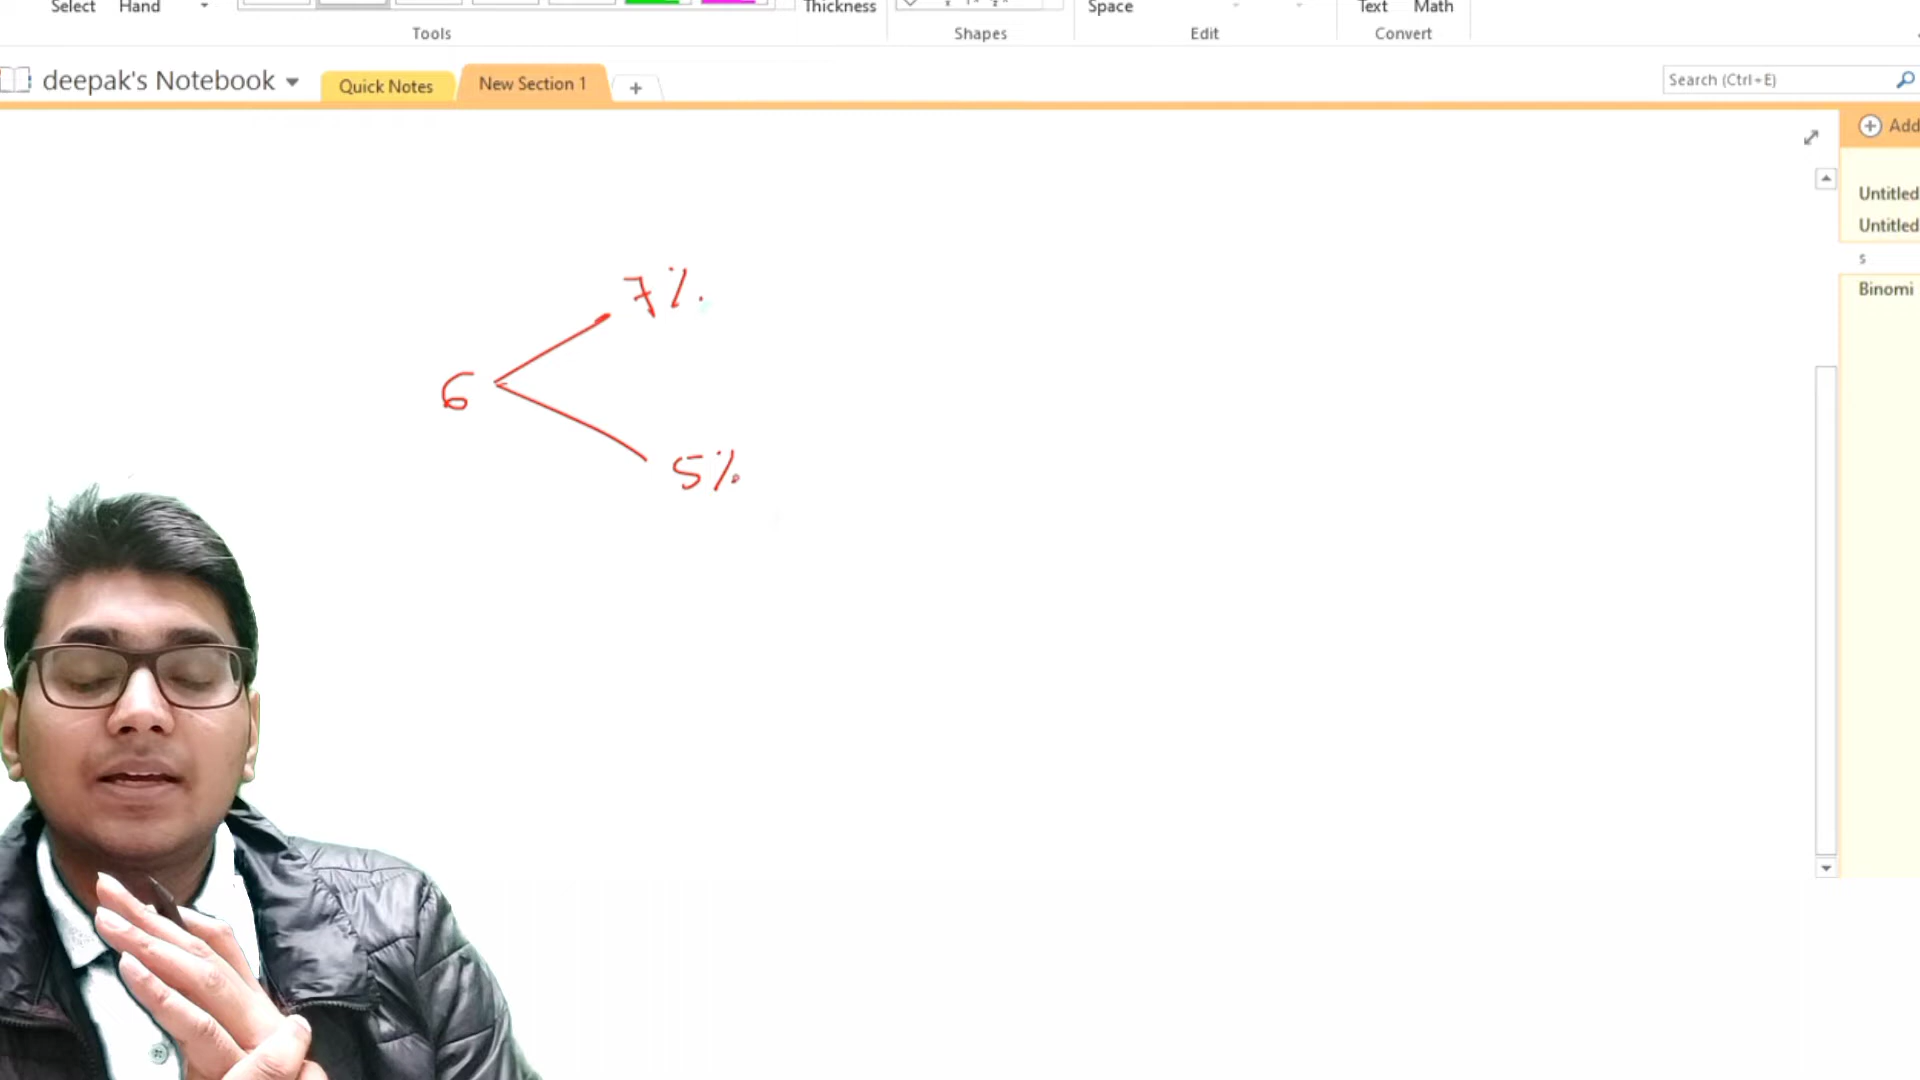 Select Hand Thickness Space Text Math
Tools Shapes Edit Convert
deepak's Notebook Quick Notes New Section 1 + Search (Ctrl+E)
Add
Untitled
Untitled
s
Binomi
7%
6
5%